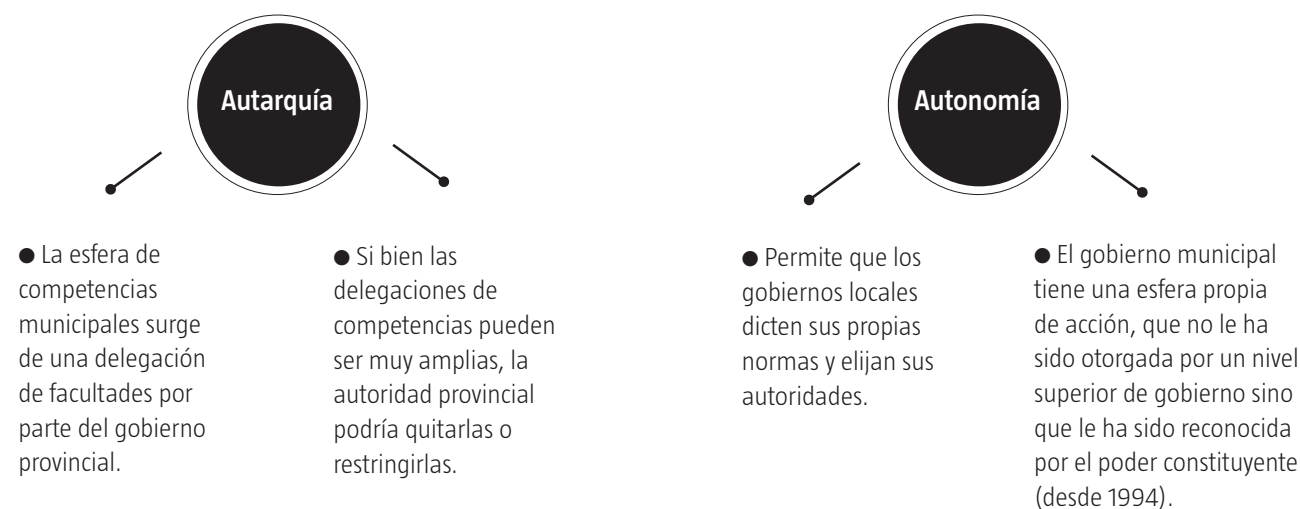 Autarquía
● La esfera de
competencias
municipales surge
de una delegación
de facultades por
parte del gobierno
provincial.
● Si bien las
delegaciones de
competencias pueden
ser muy amplias, la
autoridad provincial
podría quitarlas o
restringirlas.
Autonomía
● Permite que los
gobiernos locales
dicten sus propias
normas y elijan sus
autoridades.
● El gobierno municipal
tiene una esfera propia
de acción, que no le ha
sido otorgada por un nivel
superior de gobierno sino
que le ha sido reconocida
por el poder constituyente
(desde 1994).